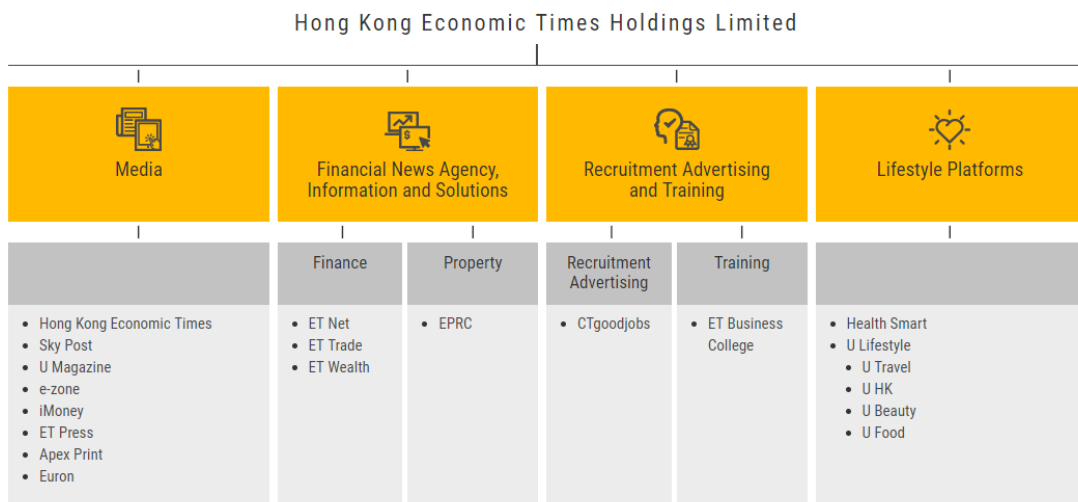 Hong Kong Economic Times Holdings Limited
Media
Financial News Agency,
Information and Solutions
Recruitment Advertising
and Training
Lifestyle Platforms
Finance
Property
Recruitment
Advertising
Training
Hong Kong Economic Times
Sky Post
U Magazine
e-zone
iMoney
ET Press
Apex Print
Euron
ET Net
ET Trade
ET Wealth
EPRC
CTgoodjobs
ET Business
College
Health Smart
U Lifestyle
U Travel
U HK
U Beauty
U Food